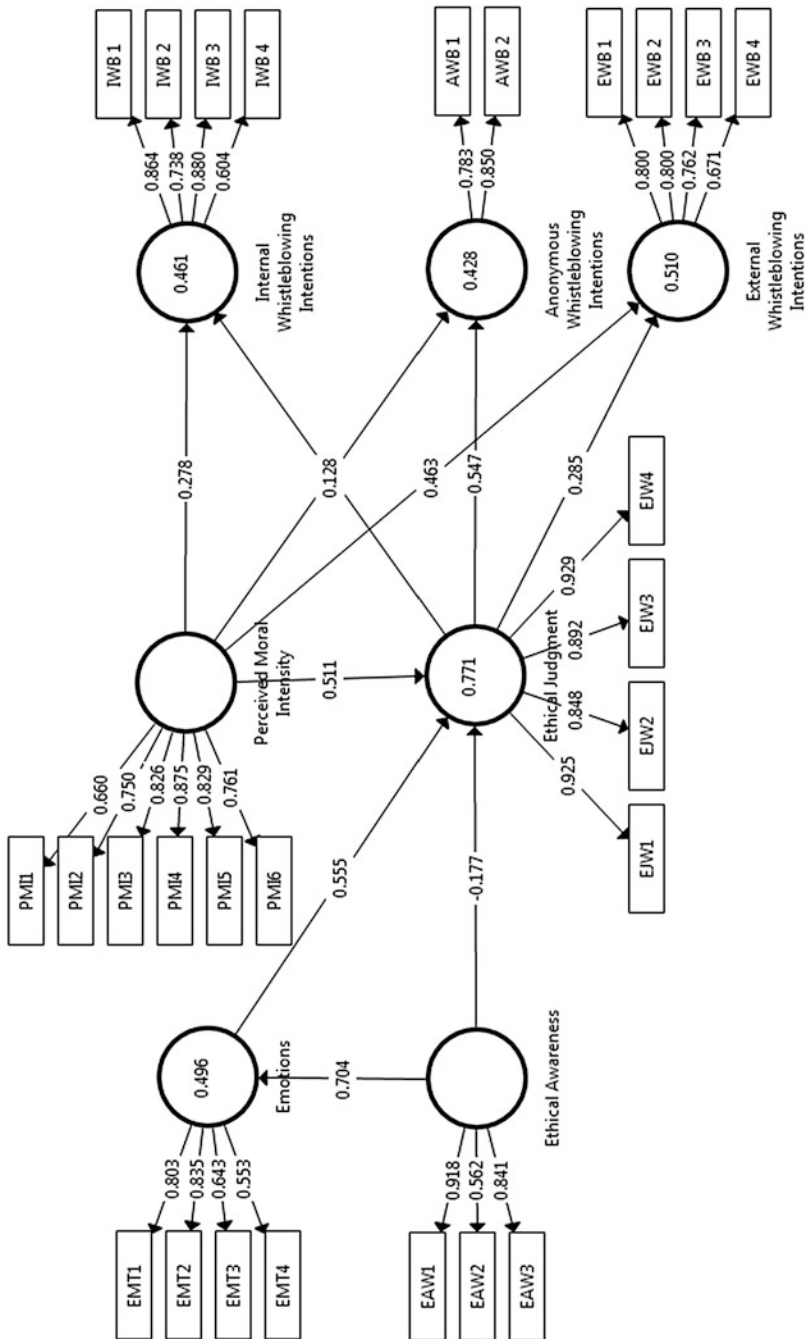 IWB 1
IWB 2
IWB 3
IWB 4
0.864
0.738
0.880
0.604
0.461
Internal
Whistleblowing
Intentions
AWB 1
AWB 2
0.783
0.850
0.428
Anonymous
Whistleblowing
Intentions
EWB 1
EWB 2
EWB 3
EWB 4
0.800
0.800
0.762
0.671
0.510
External
Whistleblowing
Intentions
0.278
0.128
0.463
0.547
0.285
PMI1
PMI2
PMI3
PMI4
PMI5
PMI6
0.660
0.750
0.826
0.875
0.829
0.761
Perceived Moral
Intensity
0.511
0.771
Ethical Judgment
0.925
0.848
0.892
0.929
EJW1
EJW2
EJW3
EJW4
0.555
-0.177
EMT1
EMT2
EMT3
EMT4
0.803
0.835
0.643
0.553
0.496
Emotions
0.704
EAW1
EAW2
EAW3
0.918
0.562
0.841
Ethical Awareness